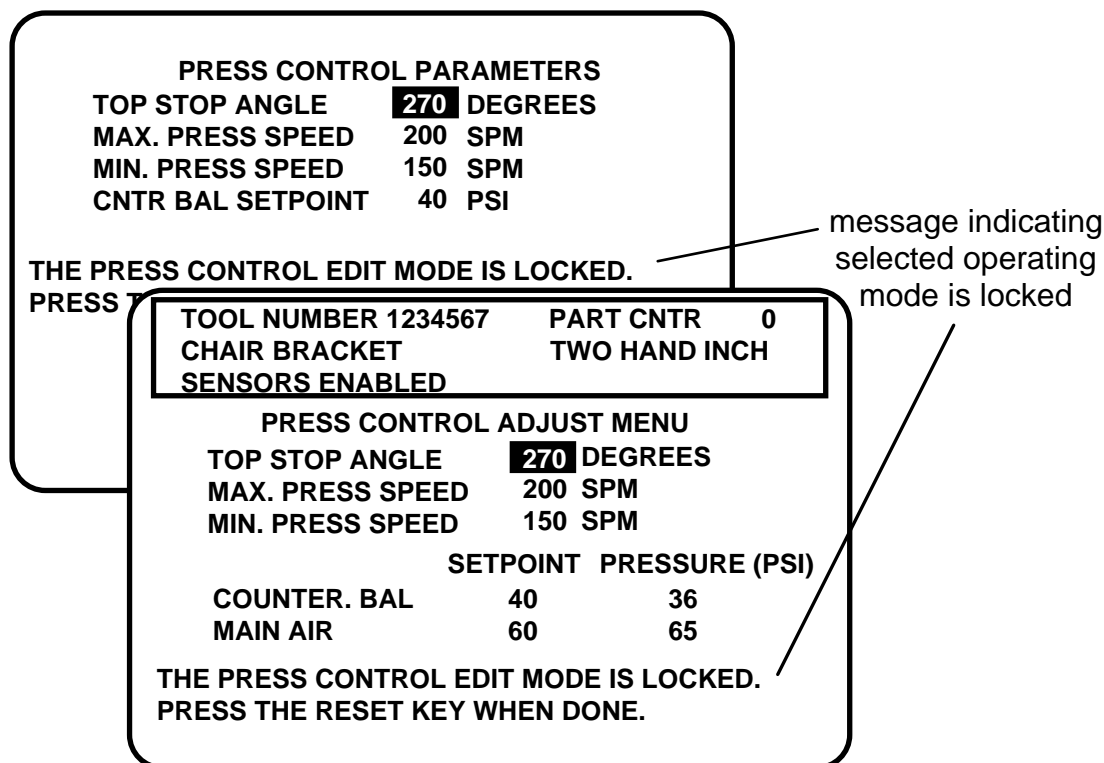 PRESS CONTROL PARAMETERS
TOP STOP ANGLE 270 DEGREES
MAX. PRESS SPEED 200 SPM
MIN. PRESS SPEED 150 SPM
CNTR BAL SETPOINT 40 PSI
THE PRESS CONTROL EDIT MODE IS LOCKED.
PRESS
message indicating
selected operating
mode is locked
TOOL NUMBER 1234567 PART CNTR 0
CHAIR BRACKET TWO HAND INCH
SENSORS ENABLED
PRESS CONTROL ADJUST MENU
TOP STOP ANGLE 270 DEGREES
MAX. PRESS SPEED 200 SPM
MIN. PRESS SPEED 150 SPM
SETPOINT PRESSURE (PSI)
COUNTER. BAL 40 36
MAIN AIR 60 65
THE PRESS CONTROL EDIT MODE IS LOCKED.
PRESS THE RESET KEY WHEN DONE.